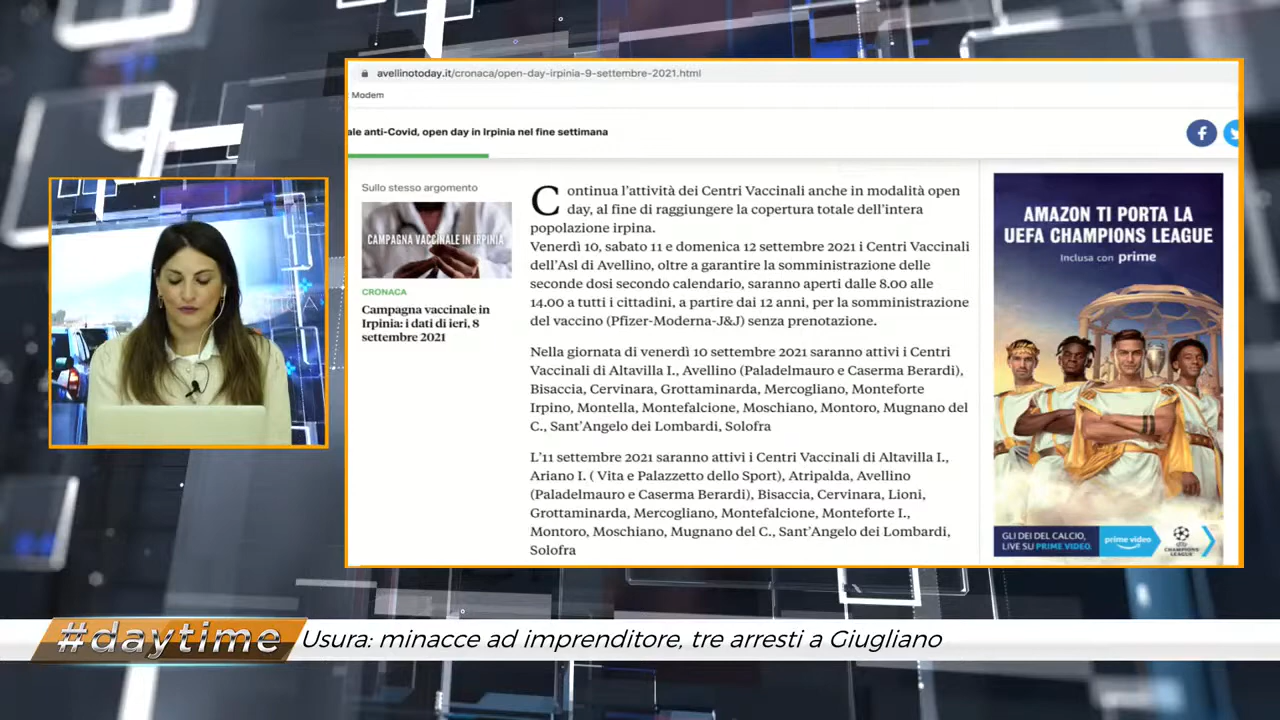 avellinotoday.it/cronaca/open-day-irpinia-9-settembre-2021.html
Modem
ale anti-Covid, open day in Irpinia nel fine settimana
Sullo stesso argomento
CAMPAGNA VACCINALE IN IRPINIA
CRONACA
Campagna vaccinale in
Irpinia: i dati di ieri, 8
settembre 2021
Continua l'attività dei Centri Vaccinali anche in modalità open
day, al fine di raggiungere la copertura totale dell'intera
popolazione irpina.
Venerdì 10, sabato 11 e domenica 12 settembre 2021 i Centri Vaccinali
dell'Asl di Avellino, oltre a garantire la somministrazione delle
seconde dosi secondo calendario, saranno aperti dalle 8.00 alle
14.00 a tutti i cittadini, a partire dai 12 anni, per la somministrazione
del vaccino (Pfizer-Moderna-J&J) senza prenotazione.
Nella giornata di venerdì 10 settembre 2021 saranno attivi i Centri
Vaccinali di Altavilla I., Avellino (Paladelmauro e Caserma Berardi),
Bisaccia, Cervinara, Grottaminarda, Mercogliano, Monteforte
Irpino, Montella, Montefalcione, Moschiano, Montoro, Mugnano del
C., Sant'Angelo dei Lombardi, Solofra
L'11 settembre 2021 saranno attivi i Centri Vaccinali di Altavilla I.,
Ariano I. ( Vita e Palazzetto dello Sport), Atripalda, Avellino
(Paladelmauro e Caserma Berardi), Bisaccia, Cervinara, Lioni,
Grottaminarda, Mercogliano, Montefalcione, Monteforte I.,
Montoro, Moschiano, Mugnano del C., Sant'Angelo dei Lombardi,
Solofra
AMAZON TI PORTA LA
UEFA CHAMPIONS LEAGUE
Inclusa con prime
GLI DEI DEL CALCIO,
LIVE SU PRIME VIDEO.
prime video
CHAMPIONS
LEAGUE
#daytime
Usura: minacce ad imprenditore, tre arresti a Giugliano